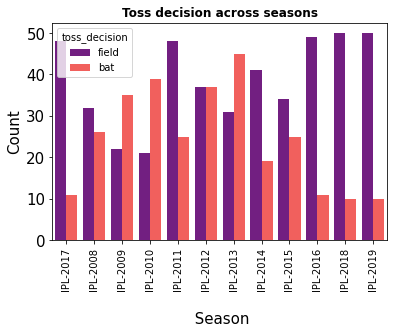 Toss decision across seasons
toss_decision
field
bat
Count
50
40
30
20
10
0
IPL-2017
IPL-2008
IPL-2009
IPL-2010
IPL-2011
IPL-2012
IPL-2013
IPL-2014
IPL-2015
IPL-2016
IPL-2018
IPL-2019
Season